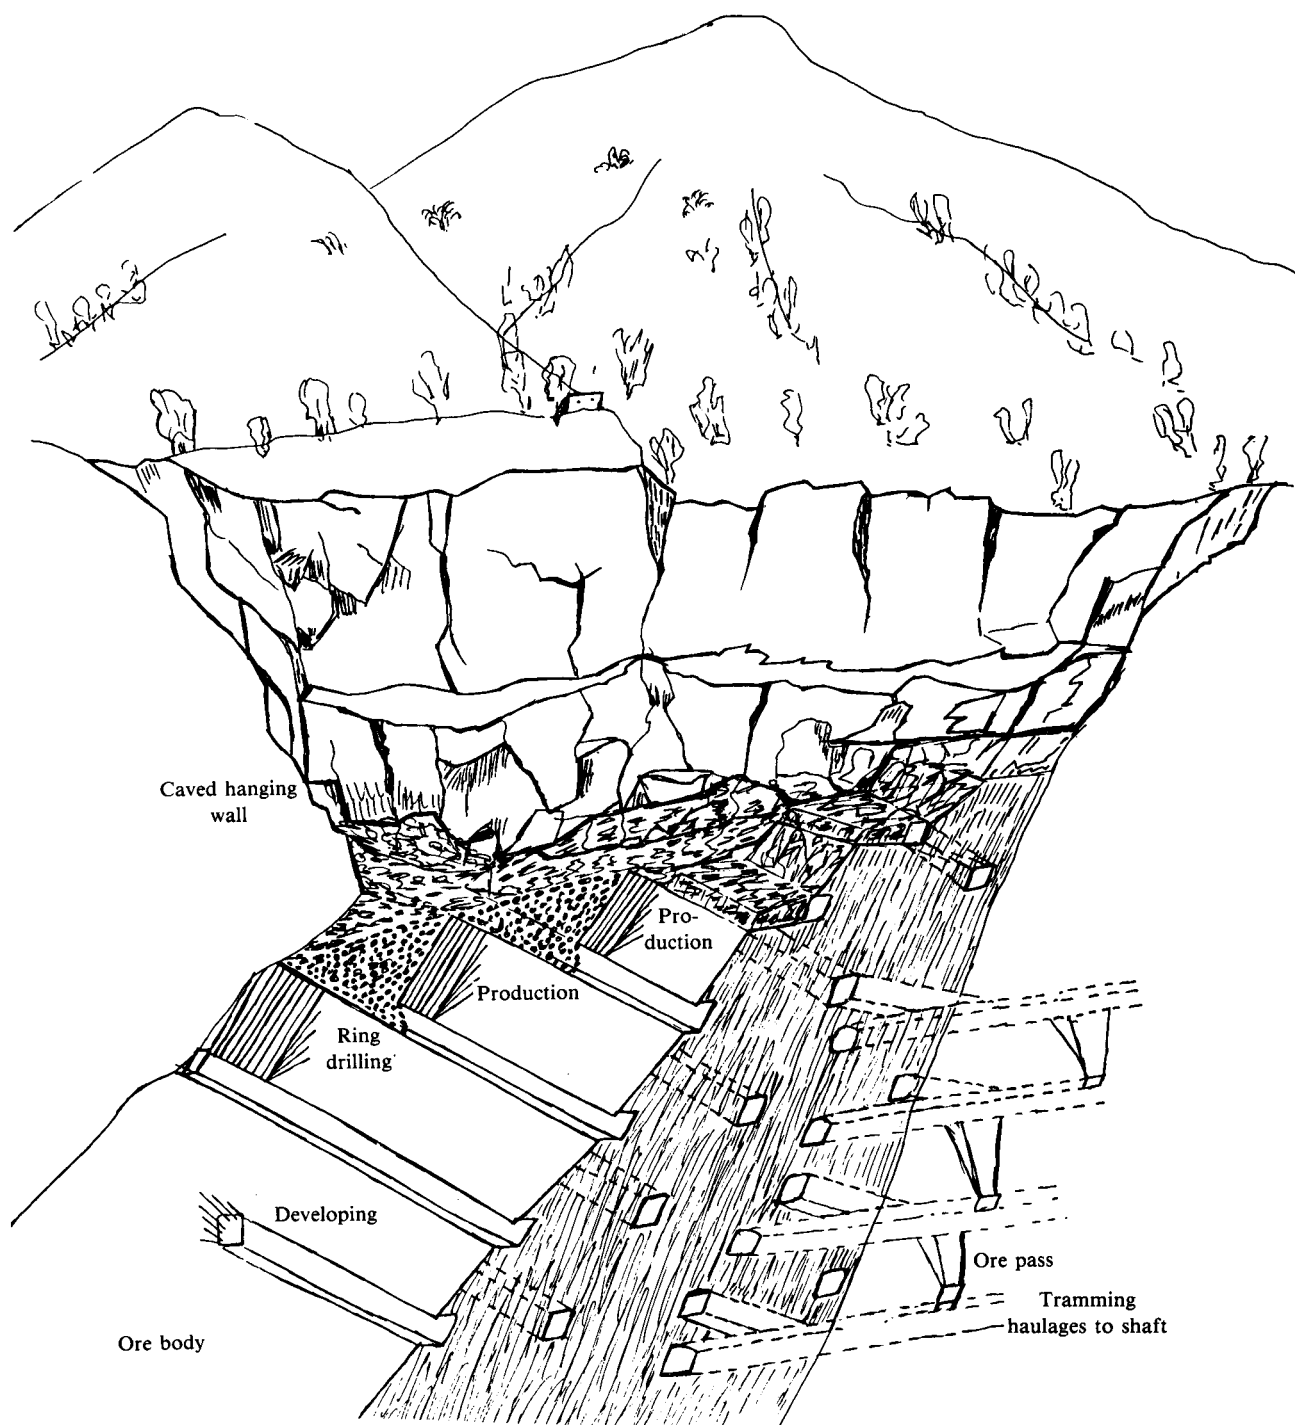 Caved hanging
wall
Pro-
duction
Production
Ring
drilling
Developing
Ore pass
Tramming
haulages to shaft
Ore body